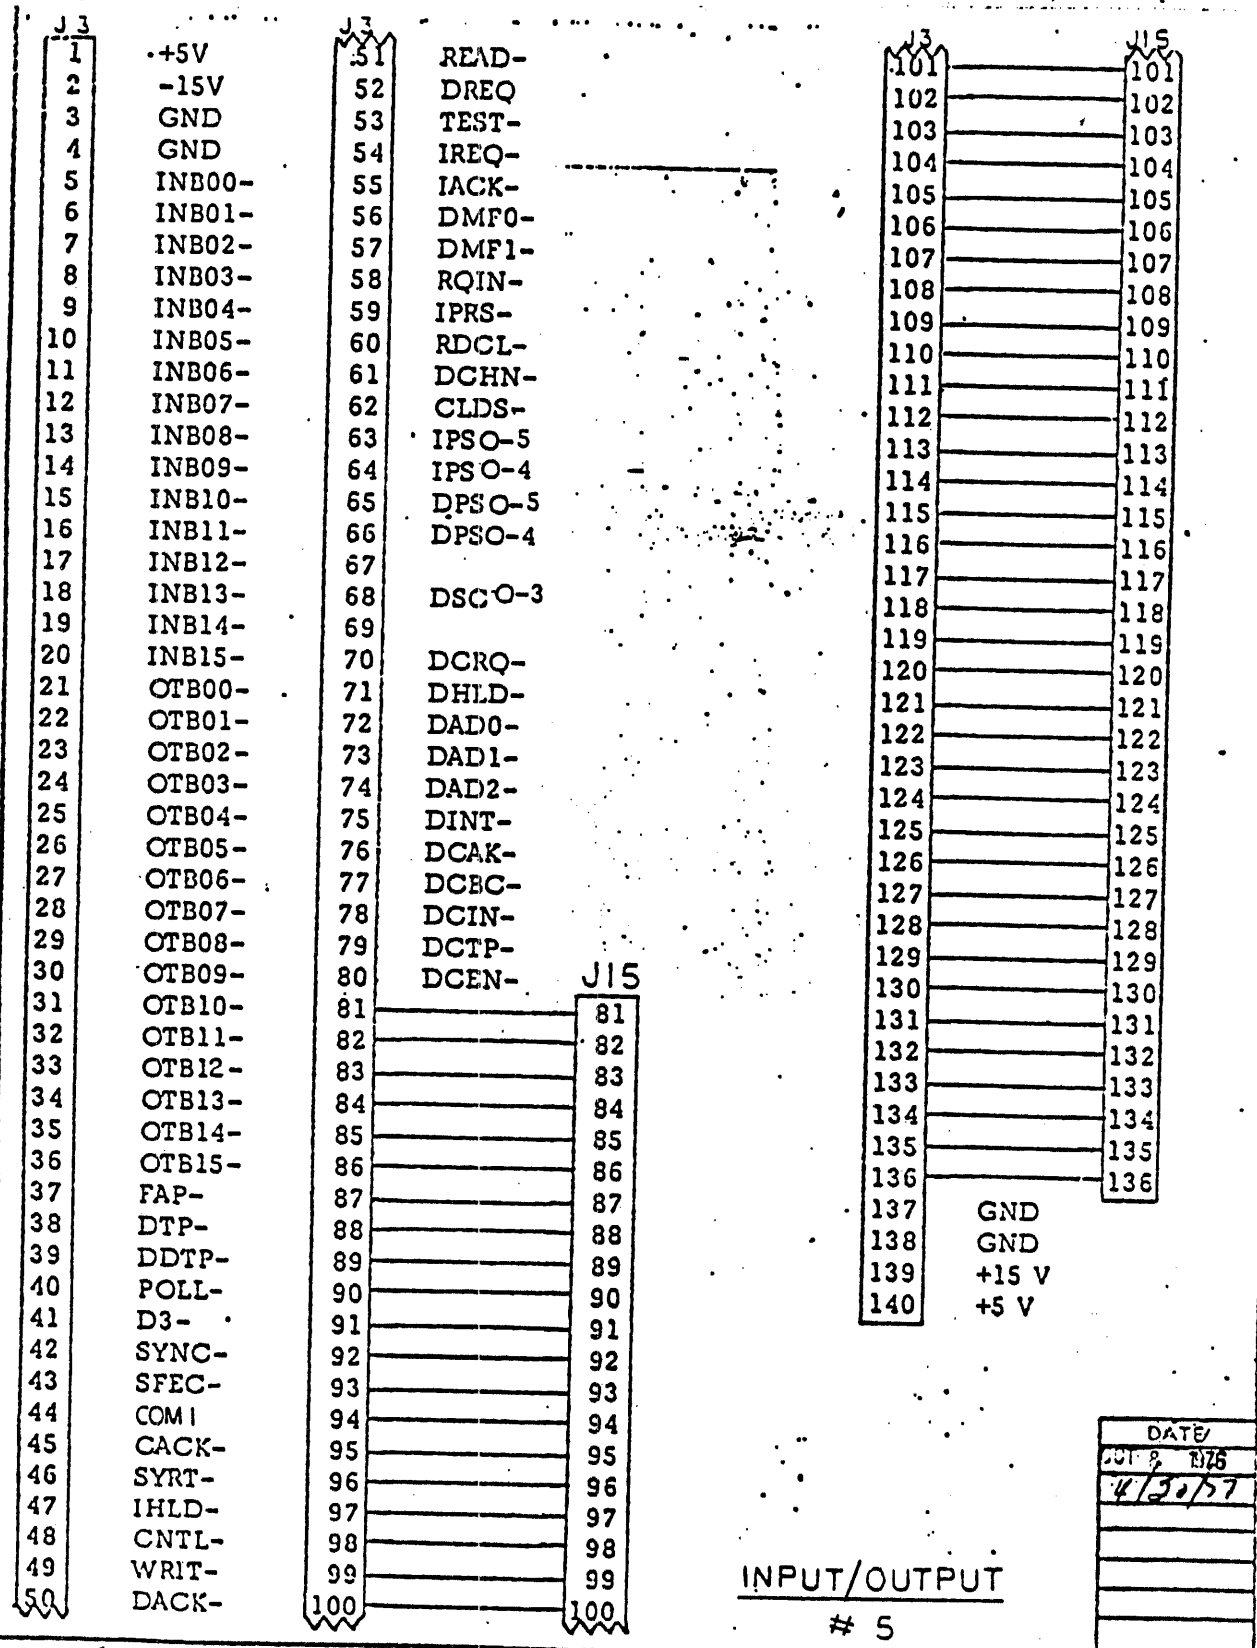 J3
1 +5V
2 -15V
3 GND
4 GND
5 INB00-
6 INB01-
7 INB02-
8 INB03-
9 INB04-
10 INB05-
11 INB06-
12 INB07-
13 INB08-
14 INB09-
15 INB10-
16 INB11-
17 INB12-
18 INB13-
19 INB14-
20 INB15-
21 OTB00-
22 OTB01-
23 OTB02-
24 OTB03-
25 OTB04-
26 OTB05-
27 OTB06-
28 OTB07-
29 OTB08-
30 OTB09-
31 OTB10-
32 OTB11-
33 OTB12-
34 OTB13-
35 OTB14-
36 OTB15-
37 FAP-
38 DTP-
39 DDTP-
40 POLL-
41 D3-
42 SYNC-
43 SFEC-
44 COM1
45 CACK-
46 SYRT-
47 IHLD-
48 CNTL-
49 WRIT-
50 DACK-
J3
51 READ-
52 DREQ
53 TEST-
54 IREQ-
55 IACK-
56 DMF0-
57 DMF1-
58 RQIN-
59 IPRS-
60 RDCL-
61 DCHN-
62 CLDS-
63 IPSO-5
64 IPSO-4
65 DPSO-5
66 DPSO-4
67
68 DSCO-3
69
70 DCRQ-
71 DHLD-
72 DAD0-
73 DAD1-
74 DAD2-
75 DINT-
76 DCAK-
77 DCBC-
78 DCIN-
79 DCTP-
80 DCEN- J15
81 81
82 82
83 83
84 84
85 85
86 86
87 87
88 88
89 89
90 90
91 91
92 92
93 93
94 94
95 95
96 96
97 97
98 98
99 99
100 100
J3 J15
101 101
102 102
103 103
104 104
105 105
106 106
107 107
108 108
109 109
110 110
111 111
112 112
113 113
114 114
115 115
116 116
117 117
118 118
119 119
120 120
121 121
122 122
123 123
124 124
125 125
126 126
127 127
128 128
129 129
130 130
131 131
132 132
133 133
134 134
135 135
136 136
137 GND
138 GND
139 +15 V
140 +5 V
INPUT/OUTPUT
# 5
DATE
OCT 8 1976
4/30/77